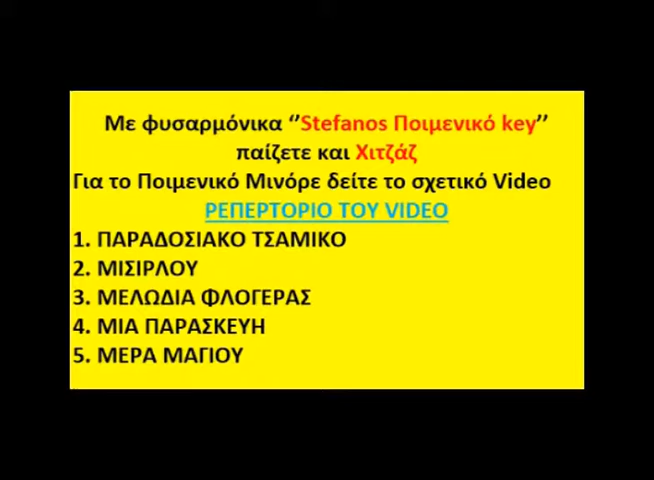 Με φυσαρμόνικα ‘’Stefanos Ποιμενικό key’’
παίζετε και Χιτζάζ
Για το Ποιμενικό Μινόρε δείτε το σχετικό Video
ΡΕΠΕΡΤΟΡΙΟ ΤΟΥ VIDEO
1. ΠΑΡΑΔΟΣΙΑΚΟ ΤΣΑΜΙΚΟ
2. ΜΙΣΙΡΛΟΥ
3. ΜΕΛΩΔΙΑ ΦΛΟΓΕΡΑΣ
4. ΜΙΑ ΠΑΡΑΣΚΕΥΗ
5. ΜΕΡΑ ΜΑΓΙΟΥ